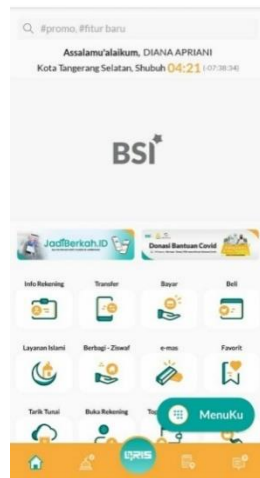 #promo, #fitur baru
Assalamu'alaikum, DIANA APRIANI
Kota Tangerang Selatan, Shubuh 04:21 (-07:38:34)
BSI
JadiBerkah.ID
Donasi Bantuan Covid
Info Rekening Transfer Bayar Beli
Layanan Islami Berbagi - Ziswaf e-mas Favorit
Tarik Tunai Buka Rekening
MenuKu
QRIS